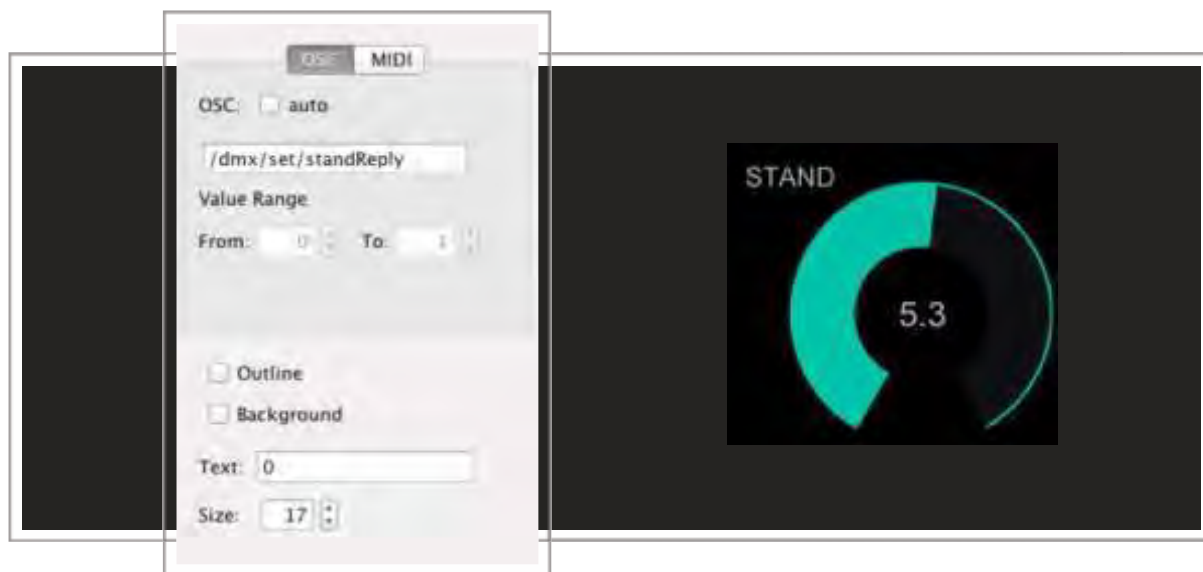 OSC MIDI
OSC: auto
/dmx/set/standReply
Value Range
From: 0 To: 1
Outline
Background
Text: 0
Size: 17
STAND
5.3